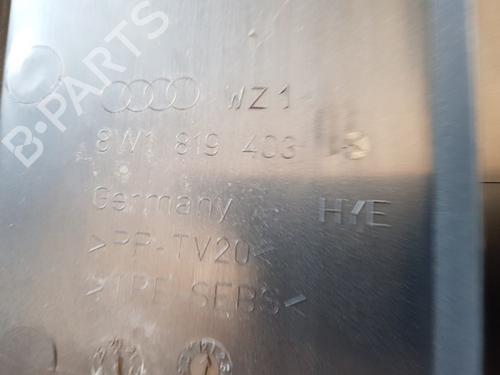 B-PARTS
WZ1
8W1 819 403
Germany HYE
>PP-TV20<
>TPE-SEBS<